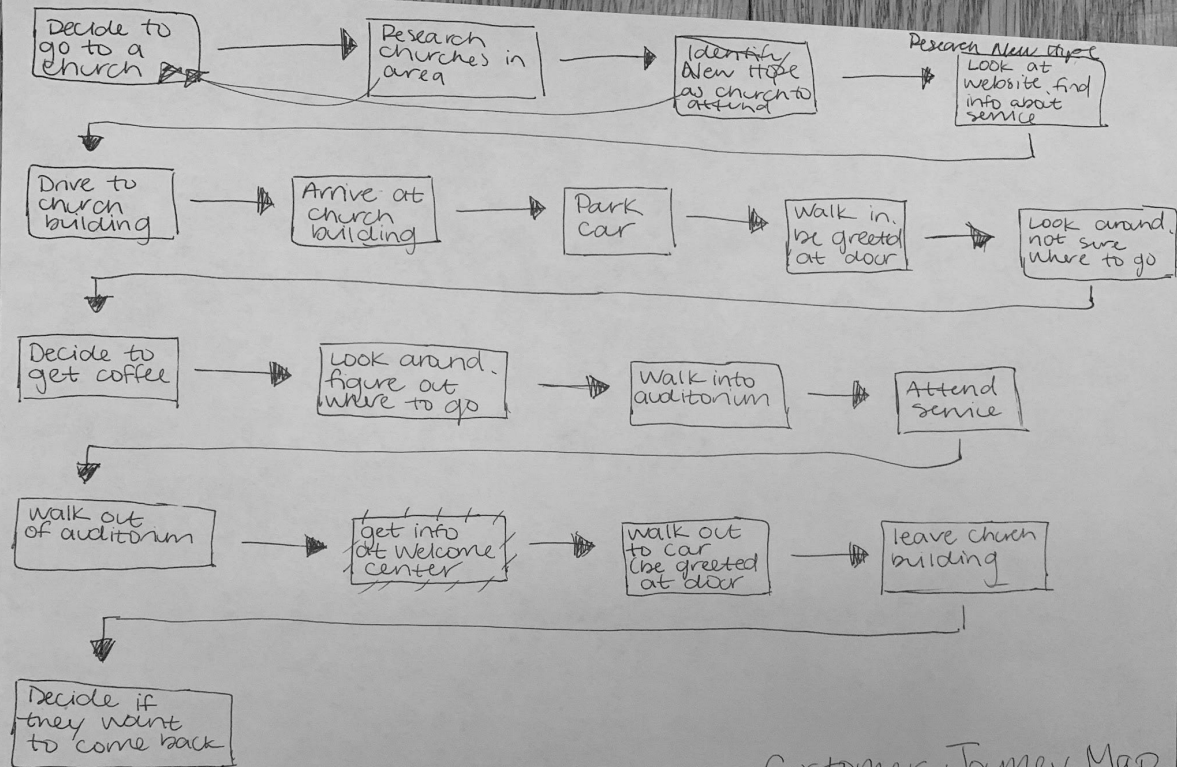 Decide to
go to a
church
Research
churches in
area
Identify
New Hope
as church to
attend
Research New Hope
Look at
website, find
info about
service
Drive to
church
building
Arrive at
church
building
Park
car
Walk in.
be greeted
at door
Look around.
not sure
where to go
Decide to
get coffee
Look around.
figure out
where to go
Walk into
auditorium
Attend
service
Walk out
of auditorium
get info
at Welcome
center
Walk out
to car
(be greeted
at door
leave church
building
Decide if
they want
to come back
Customer Journey Map